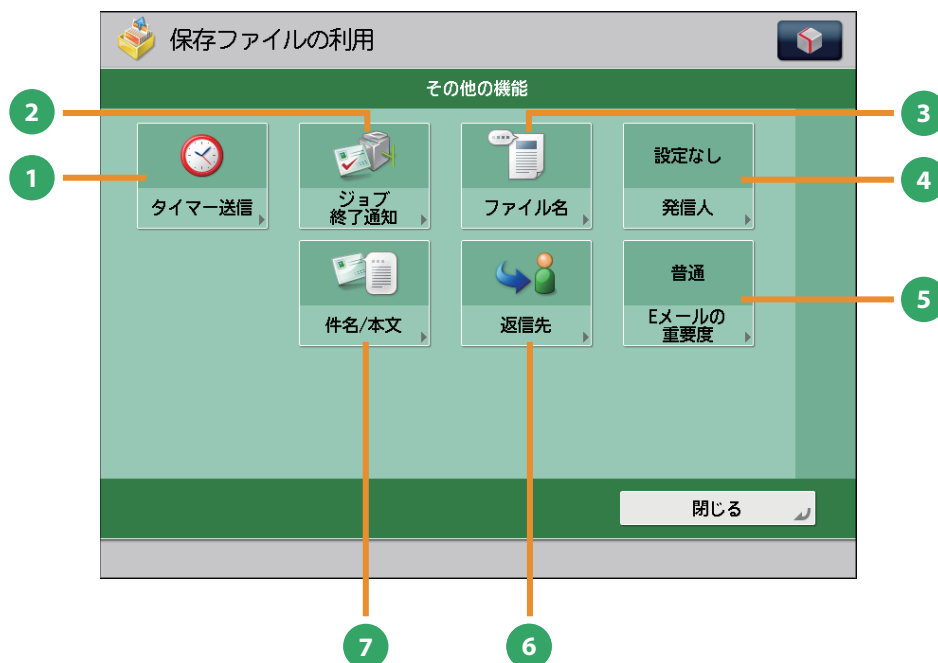 保存ファイルの利用
その他の機能
2
3
1
4
設定なし
タイマー送信
ジョブ
終了通知
ファイル名
発信人
普通
5
件名/本文
返信先
Eメールの
重要度
閉じる
7
6